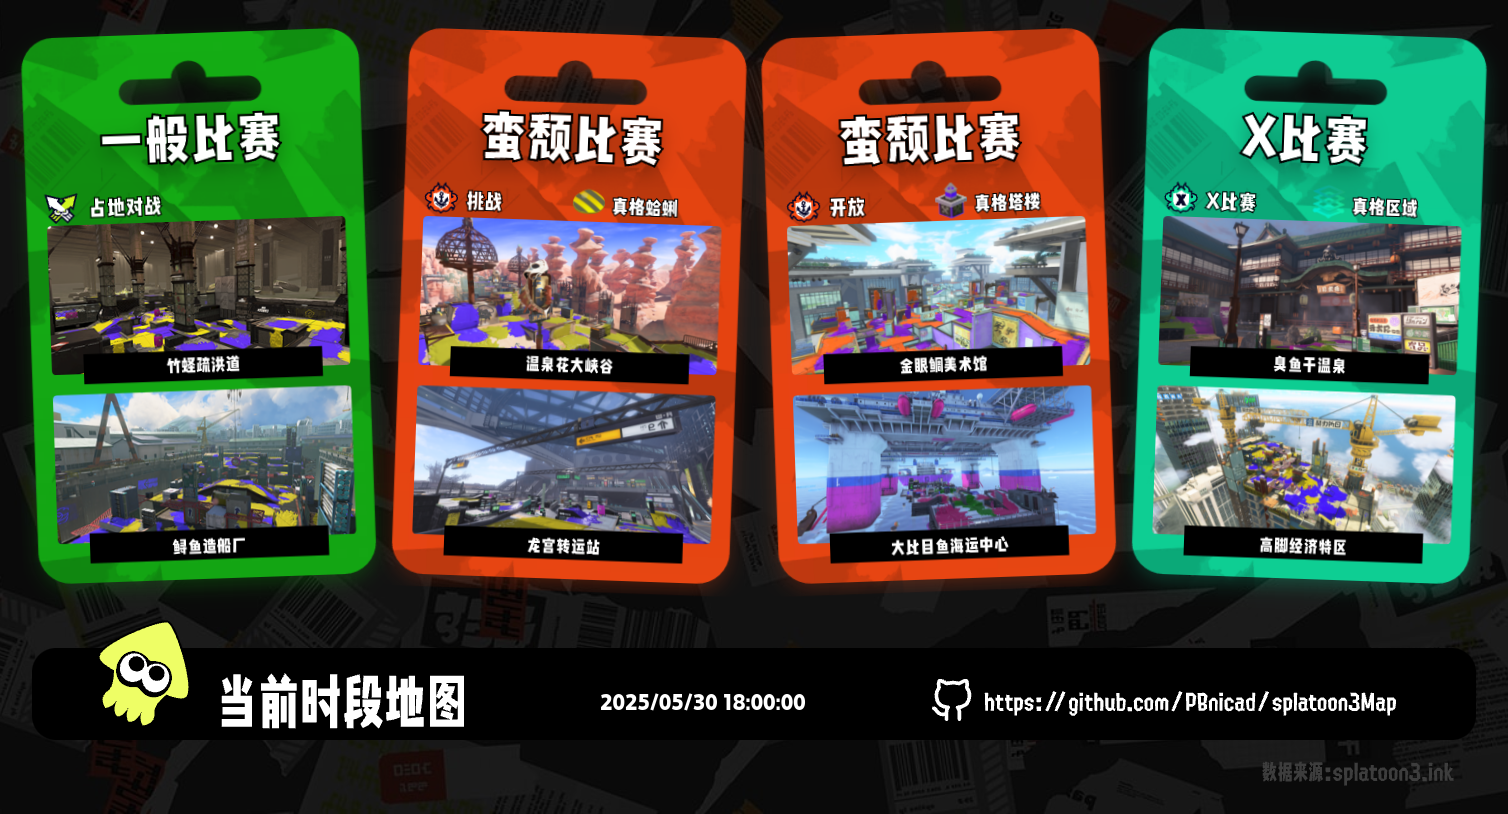 一般比赛
占地对战
竹蛏疏洪道
鲟鱼造船厂
蛮颓比赛
挑战
真格蛤蜊
温泉花大峡谷
龙宫转运站
蛮颓比赛
开放
真格塔楼
金眼鲷美术馆
大比目鱼海运中心
X比赛
X比赛
真格区域
臭鱼干温泉
高脚经济特区
当前时段地图
2025/05/30 18:00:00
https://github.com/PBnicad/splatoon3Map
数据来源:splatoon3.ink